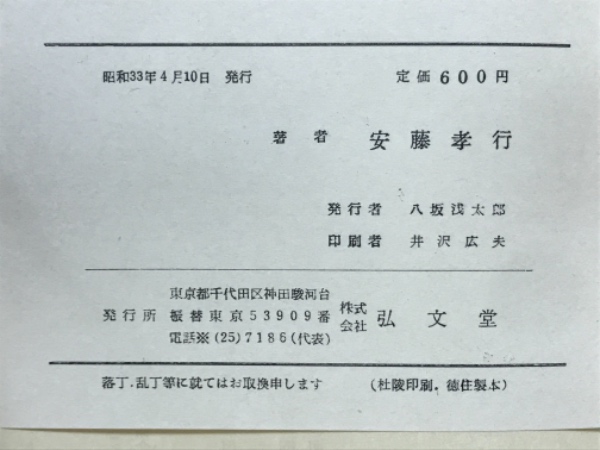 昭和33年4月10日 発行 定価600円
著者 安藤孝行
発行者 八坂浅太郎
印刷者 井沢広夫
東京都千代田区神田駿河台
発行所 振替東京53909番 株式会社 弘文堂
電話※(25)7186(代表)
落丁.乱丁等に就てはお取換申します (杜陵印刷.徳住製本)